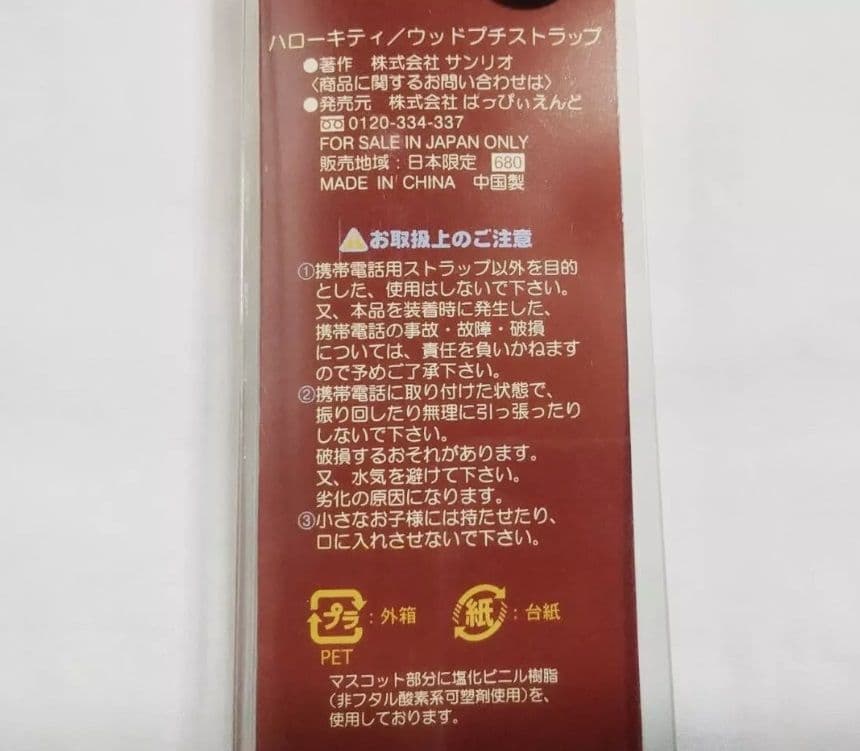 ハローキティ/ウッドプチストラップ
●著作 株式会社 サンリオ
〈商品に関するお問い合わせは〉
●発売元 株式会社 ぱっぴぃえんど
0120-334-337
FOR SALE IN JAPAN ONLY
販売地域：日本限定 680
MADE IN CHINA 中国製
お取扱上のご注意
①携帯電話用ストラップ以外を目的
とした、使用はしないで下さい。
又、本品を装着時に発生した、
携帯電話の事故・故障・破損
については、責任を負いかねます
ので予めご了承下さい。
②携帯電話に取り付けた状態で、
振り回したり無理に引っ張ったり
しないで下さい。
破損するおそれがあります。
又、水気を避けて下さい。
劣化の原因になります。
③小さなお子様には持たせたり、
口に入れさせないで下さい。
プラ：外箱 紙：台紙
PET
マスコット部分に塩化ビニル樹脂
（非フタル酸素系可塑剤使用）を、
使用しております。